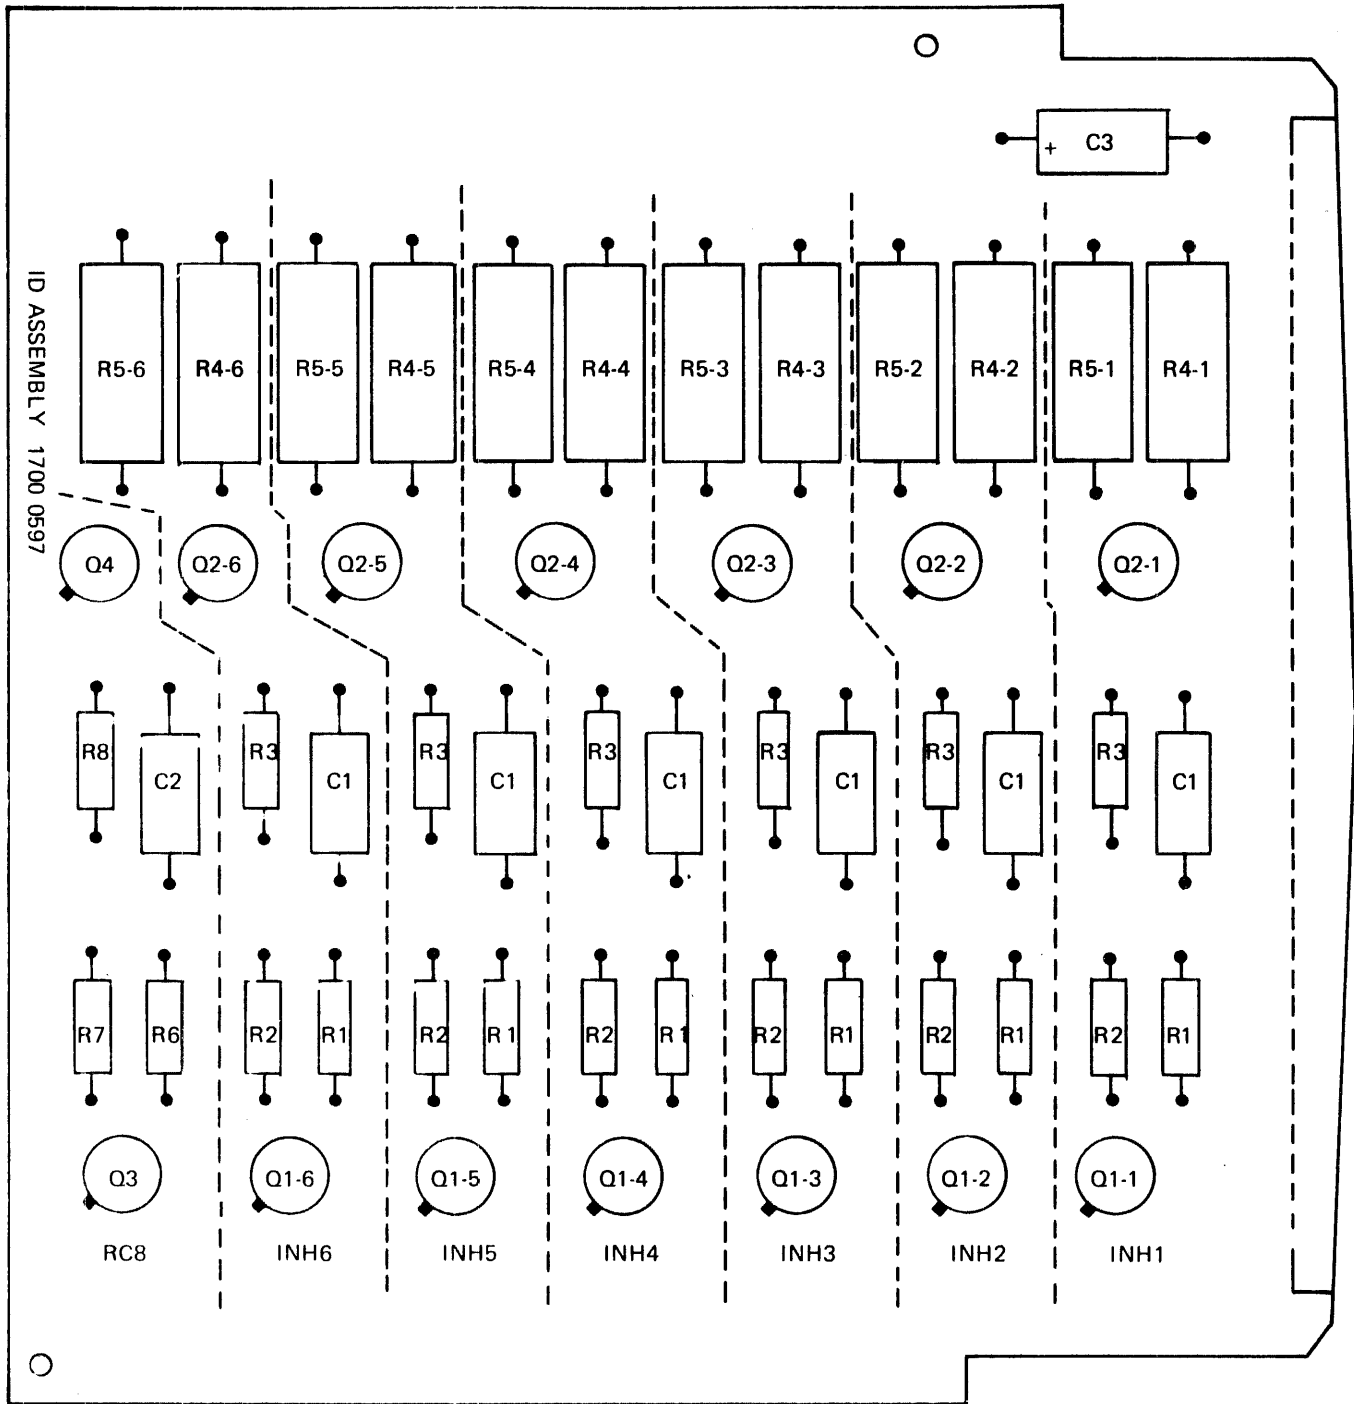 + C3
ID ASSEMBLY 1700 0597
R5-6 R4-6 R5-5 R4-5 R5-4 R4-4 R5-3 R4-3 R5-2 R4-2 R5-1 R4-1
Q4 Q2-6 Q2-5 Q2-4 Q2-3 Q2-2 Q2-1
R8 C2 R3 C1 R3 C1 R3 C1 R3 C1 R3 C1 R3 C1
R7 R6 R2 R1 R2 R1 R2 R1 R2 R1 R2 R1 R2 R1
Q3 Q1-6 Q1-5 Q1-4 Q1-3 Q1-2 Q1-1
RC8 INH6 INH5 INH4 INH3 INH2 INH1